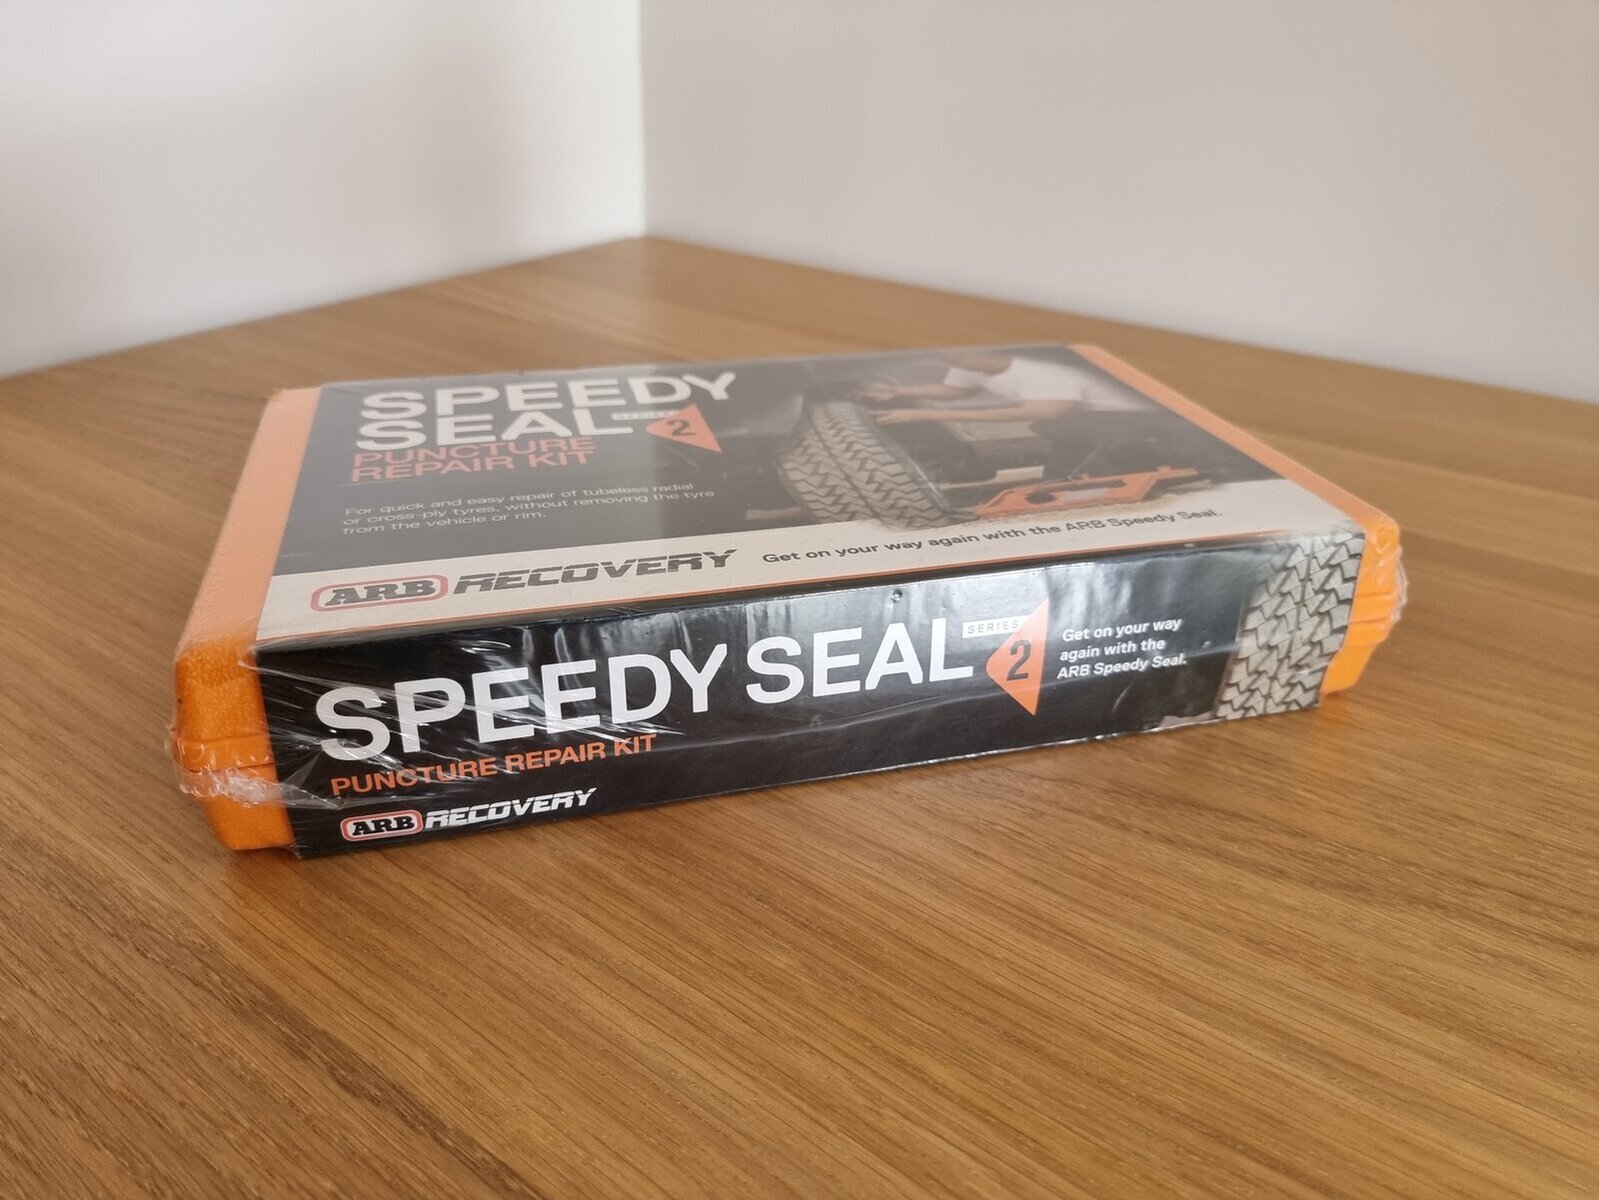 SPEEDY
SEAL SERIES 2
PUNCTURE
REPAIR KIT
For quick and easy repair of tubeless radial
or cross-ply tyres, without removing the tyre
from the vehicle or rim.
ARB RECOVERY
Get on your way again with the ARB Speedy Seal.
SPEEDY SEAL SERIES 2
PUNCTURE REPAIR KIT
ARB RECOVERY
Get on your way
again with the
ARB Speedy Seal.